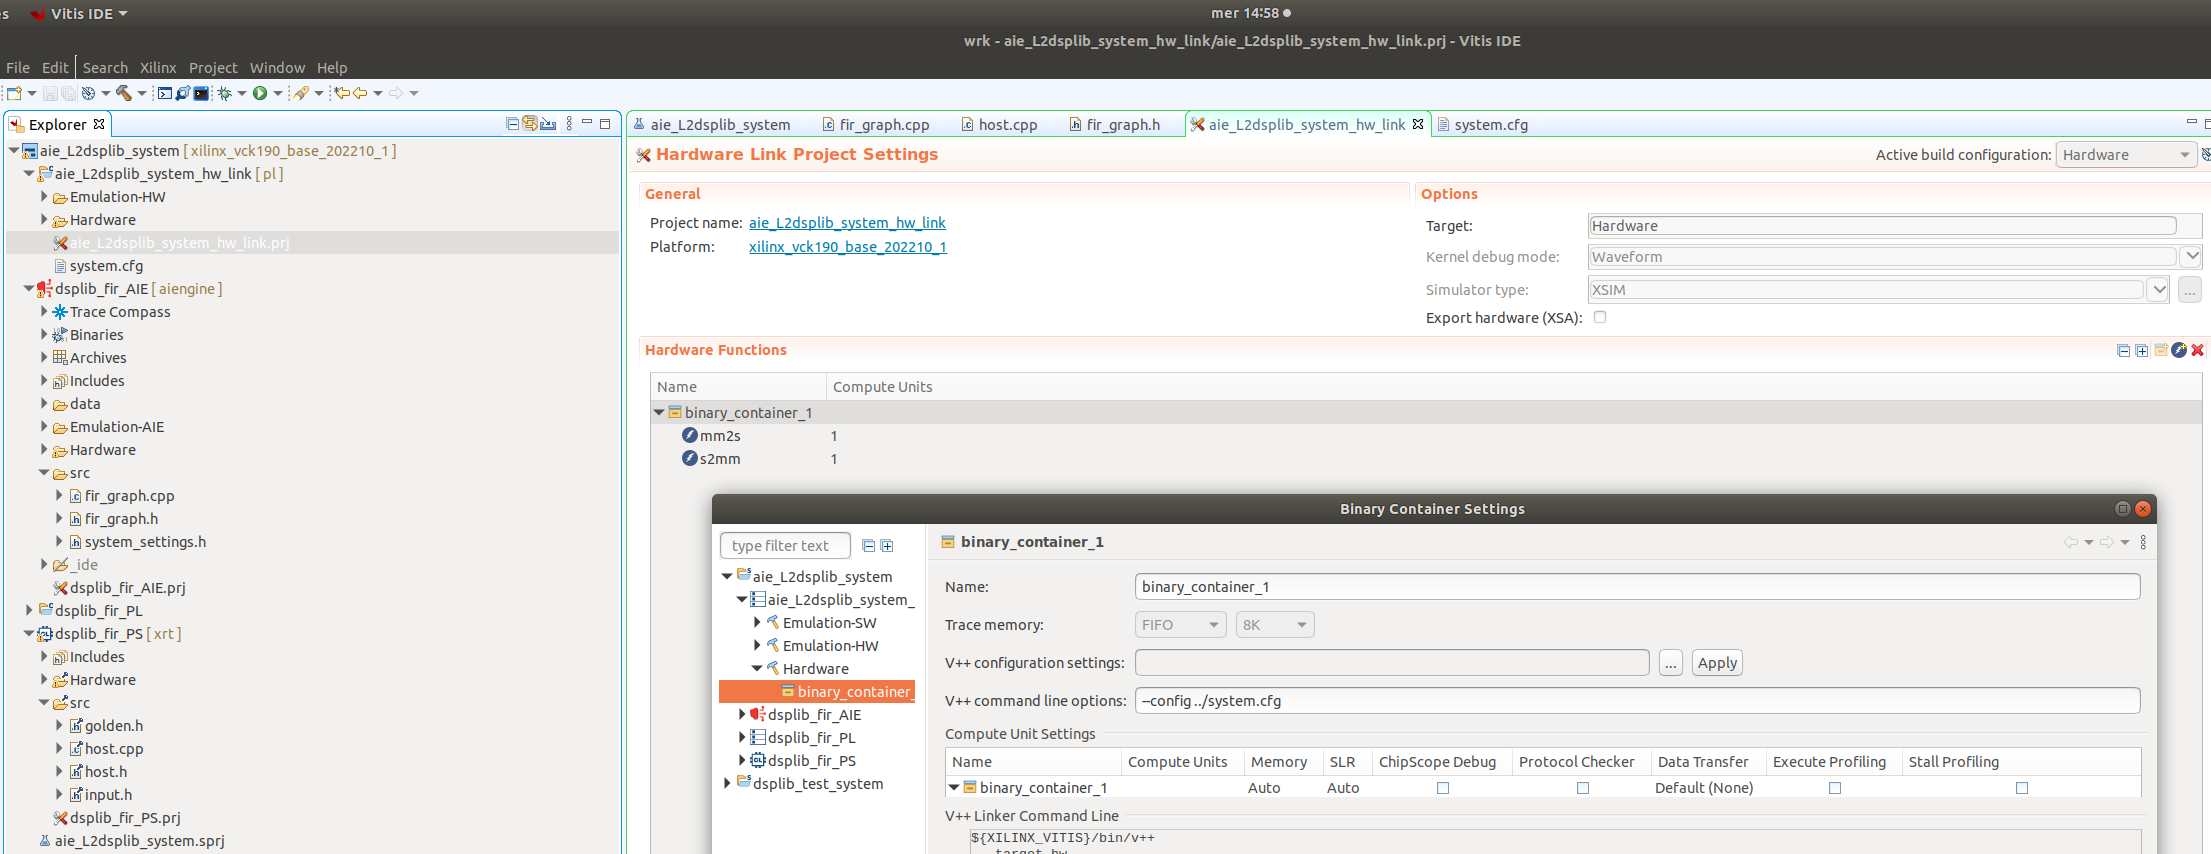 s Vitis IDE mer 14:58
wrk - aie_L2dsplib_system_hw_link/aie_L2dsplib_system_hw_link.prj - Vitis IDE
File Edit Search Xilinx Project Window Help
Explorer
aie_L2dsplib_system [ xilinx_vck190_base_202210_1 ]
aie_L2dsplib_system_hw_link [ pl ]
Emulation-HW
Hardware
aie_L2dsplib_system_hw_link.prj
system.cfg
dsplib_fir_AIE [ aiengine ]
Trace Compass
Binaries
Archives
Includes
data
Emulation-AIE
Hardware
src
fir_graph.cpp
fir_graph.h
system_settings.h
_ide
dsplib_fir_AIE.prj
dsplib_fir_PL
dsplib_fir_PS [ xrt ]
Includes
Hardware
src
golden.h
host.cpp
host.h
input.h
dsplib_fir_PS.prj
aie_L2dsplib_system.sprj
aie_L2dsplib_system fir_graph.cpp host.cpp fir_graph.h aie_L2dsplib_system_hw_link system.cfg
Hardware Link Project Settings Active build configuration: Hardware
General
Project name: aie_L2dsplib_system_hw_link
Platform: xilinx_vck190_base_202210_1
Options
Target: Hardware
Kernel debug mode: Waveform
Simulator type: XSIM ...
Export hardware (XSA):
Hardware Functions
Name Compute Units
binary_container_1
mm2s 1
s2mm 1
Binary Container Settings
type filter text
aie_L2dsplib_system
aie_L2dsplib_system_
Emulation-SW
Emulation-HW
Hardware
binary_container_
dsplib_fir_AIE
dsplib_fir_PL
dsplib_fir_PS
dsplib_test_system
binary_container_1
Name: binary_container_1
Trace memory: FIFO 8K
V++ configuration settings: ... Apply
V++ command line options: --config ../system.cfg
Compute Unit Settings
Name Compute Units Memory SLR ChipScope Debug Protocol Checker Data Transfer Execute Profiling Stall Profiling
binary_container_1 Auto Auto Default (None)
V++ Linker Command Line
${XILINX_VITIS}/bin/v++
target hw